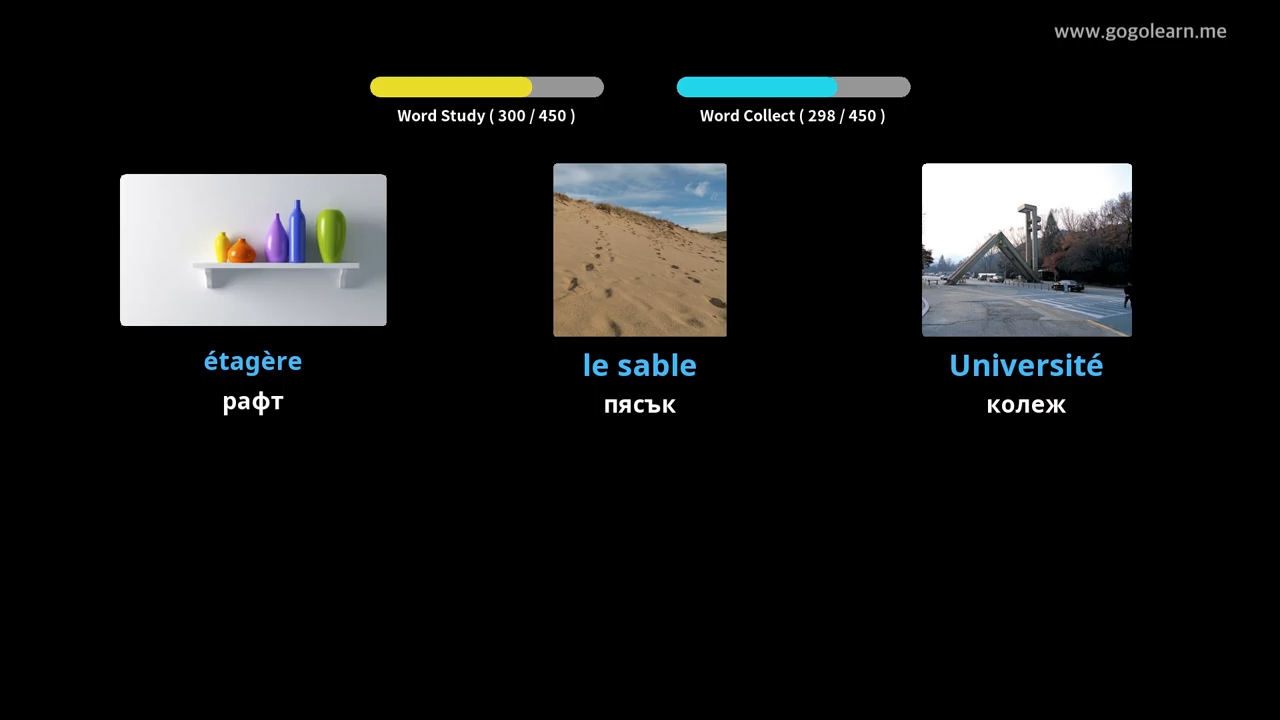 www.gogolearn.me
Word Study ( 300 / 450 )
Word Collect ( 298 / 450 )
étagère
рафт
le sable
пясък
Université
колеж